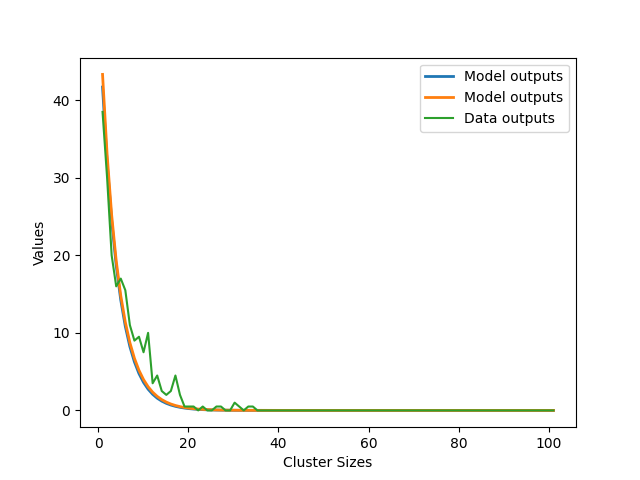 Model outputs
Model outputs
Data outputs
40
30
20
10
0
Values
0 20 40 60 80 100
Cluster Sizes